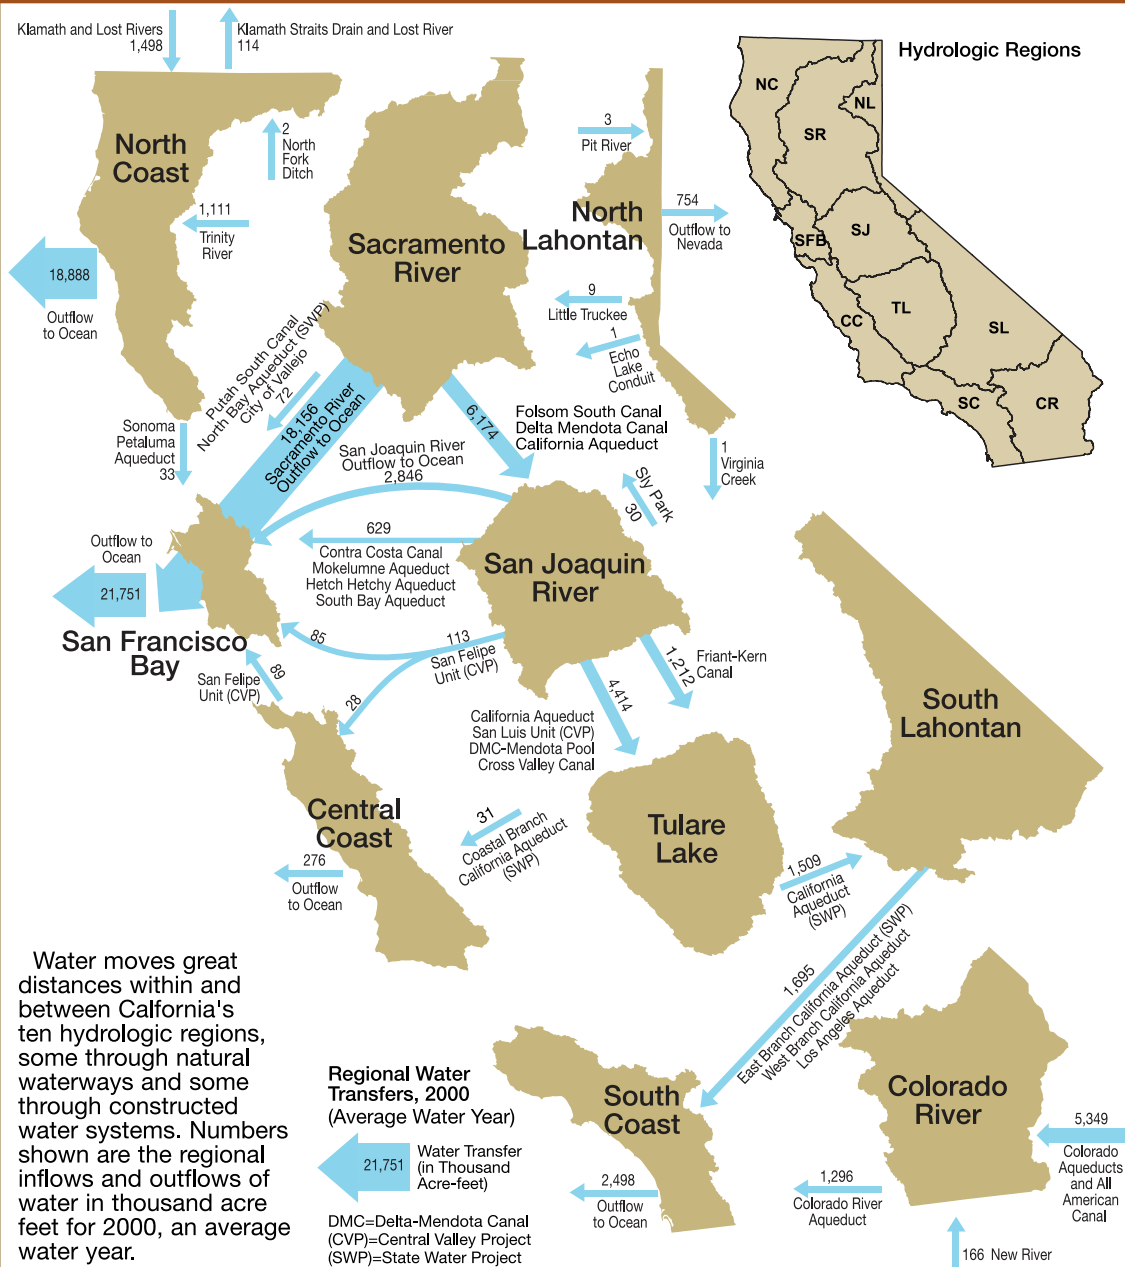 Klamath and Lost Rivers
1,498
Klamath Straits Drain and Lost River
114
Hydrologic Regions
NC
NL
SR
SFB
SJ
CC
TL
SL
SC
CR
North
Coast
2
North
Fork
Ditch
1,111
Trinity
River
18,888
Outflow
to Ocean
Sacramento
River
3
Pit River
North
Lahontan
754
Outflow to
Nevada
9
Little Truckee
1
Echo
Lake
Conduit
1
Virginia
Creek
Putah South Canal
North Bay Aqueduct (SWP)
City of Vallejo
72
18,156
Sacramento River
Outflow to Ocean
6,174
Folsom South Canal
Delta Mendota Canal
California Aqueduct
Sonoma
Petaluma
Aqueduct
33
San Joaquin River
Outflow to Ocean
2,846
Sly Park
30
629
Contra Costa Canal
Mokelumne Aqueduct
Hetch Hetchy Aqueduct
South Bay Aqueduct
San Joaquin
River
Outflow to
Ocean
21,751
San Francisco
Bay
85
113
San Felipe
Unit (CVP)
28
San Felipe
Unit (CVP)
89
1,212
Friant-Kern
Canal
4,414
California Aqueduct
San Luis Unit (CVP)
DMC-Mendota Pool
Cross Valley Canal
South
Lahontan
Central
Coast
276
Outflow
to Ocean
31
Coastal Branch
California Aqueduct
(SWP)
Tulare
Lake
1,509
California
Aqueduct
(SWP)
1,695
East Branch California Aqueduct (SWP)
West Branch California Aqueduct
Los Angeles Aqueduct
Water moves great
distances within and
between Calfornia's
ten hydrologic regions,
some through natural
waterways and some
through constructed
water systems. Numbers
shown are the regional
inflows and outflows of
water in thousand acre
feet for 2000, an average
water year.
Regional Water
Transfers, 2000
(Average Water Year)
21,751
Water Transfer
(in Thousand
Acre-feet)
DMC=Delta-Mendota Canal
(CVP)=Central Valley Project
(SWP)=State Water Project
South
Coast
2,498
Outflow
to Ocean
Colorado
River
5,349
Colorado
Aqueducts
and All
American
Canal
1,296
Colorado River
Aqueduct
166 New River